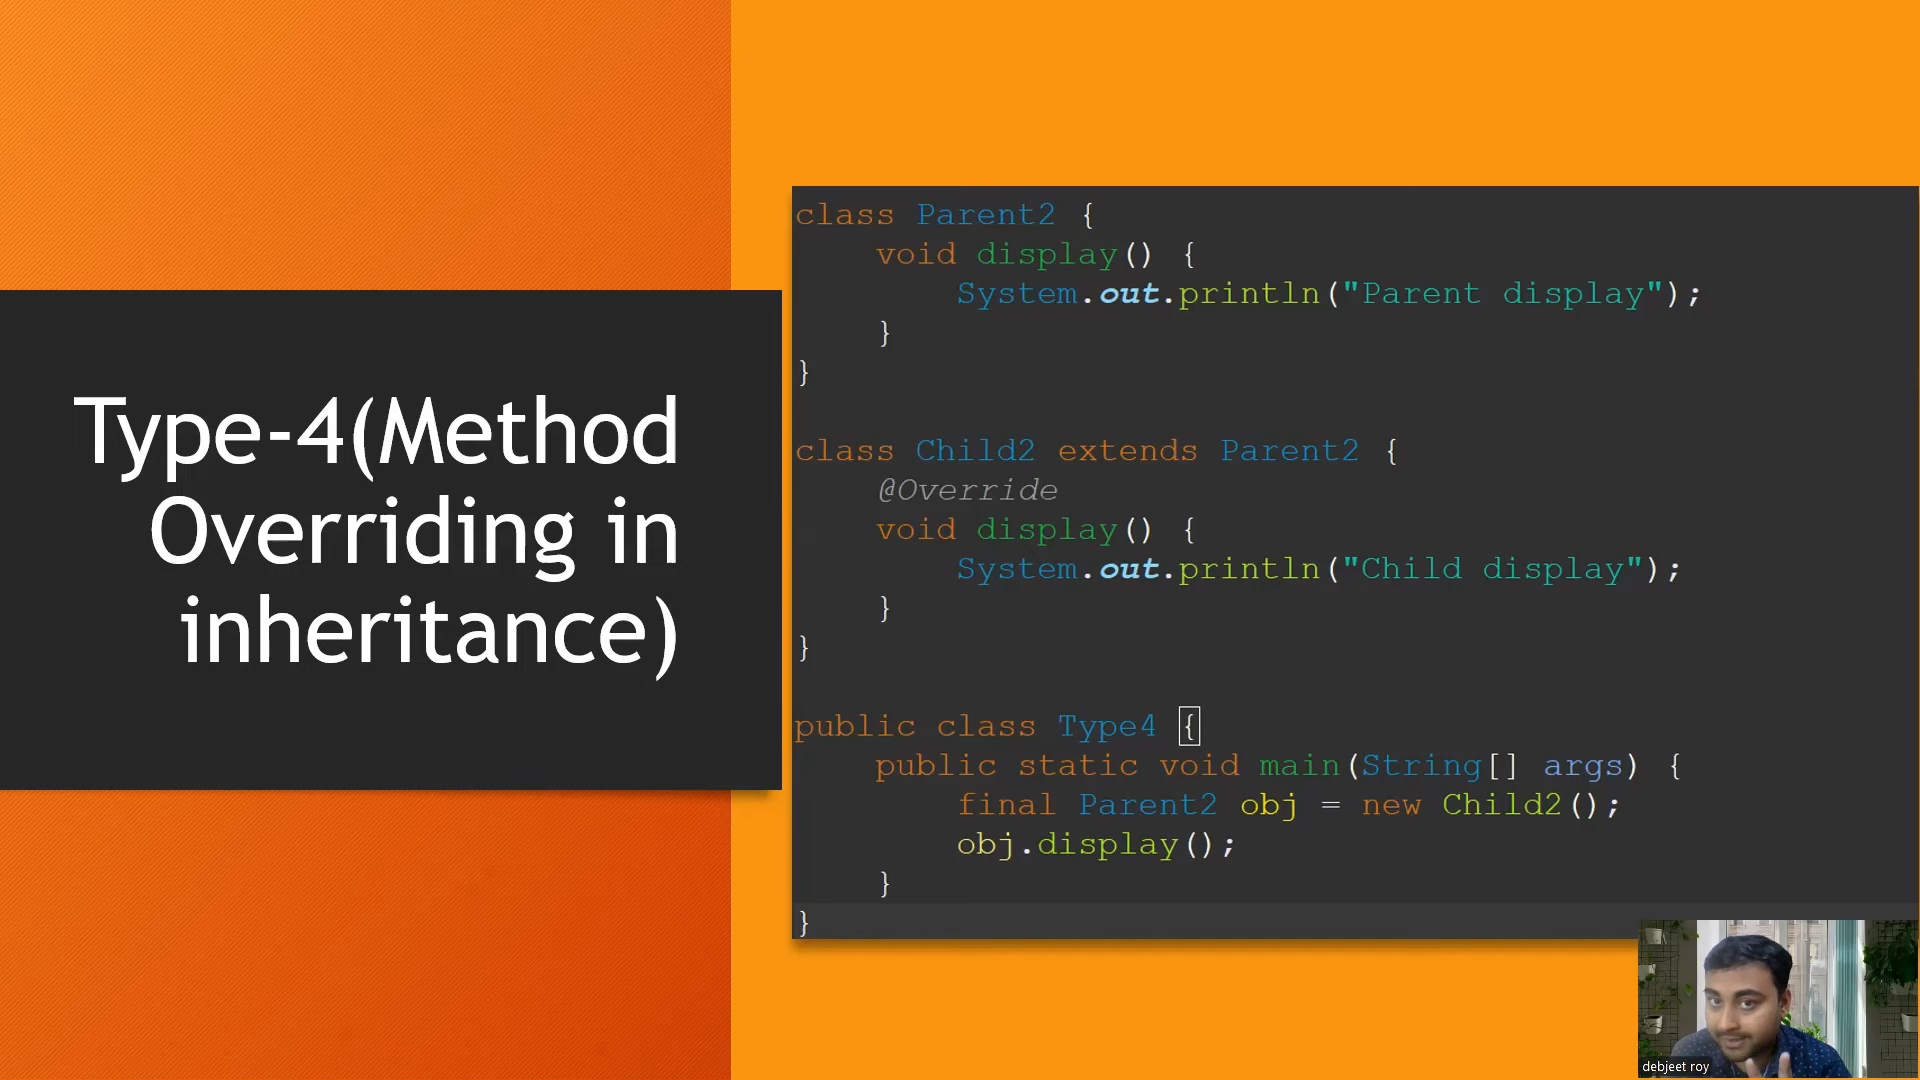 Type-4(Method
Overriding in
inheritance)
class Parent2 {
    void display() {
        System.out.println("Parent display");
    }
}

class Child2 extends Parent2 {
    @Override
    void display() {
        System.out.println("Child display");
    }
}

public class Type4 {
    public static void main(String[] args) {
        final Parent2 obj = new Child2();
        obj.display();
    }
}
debjeet roy